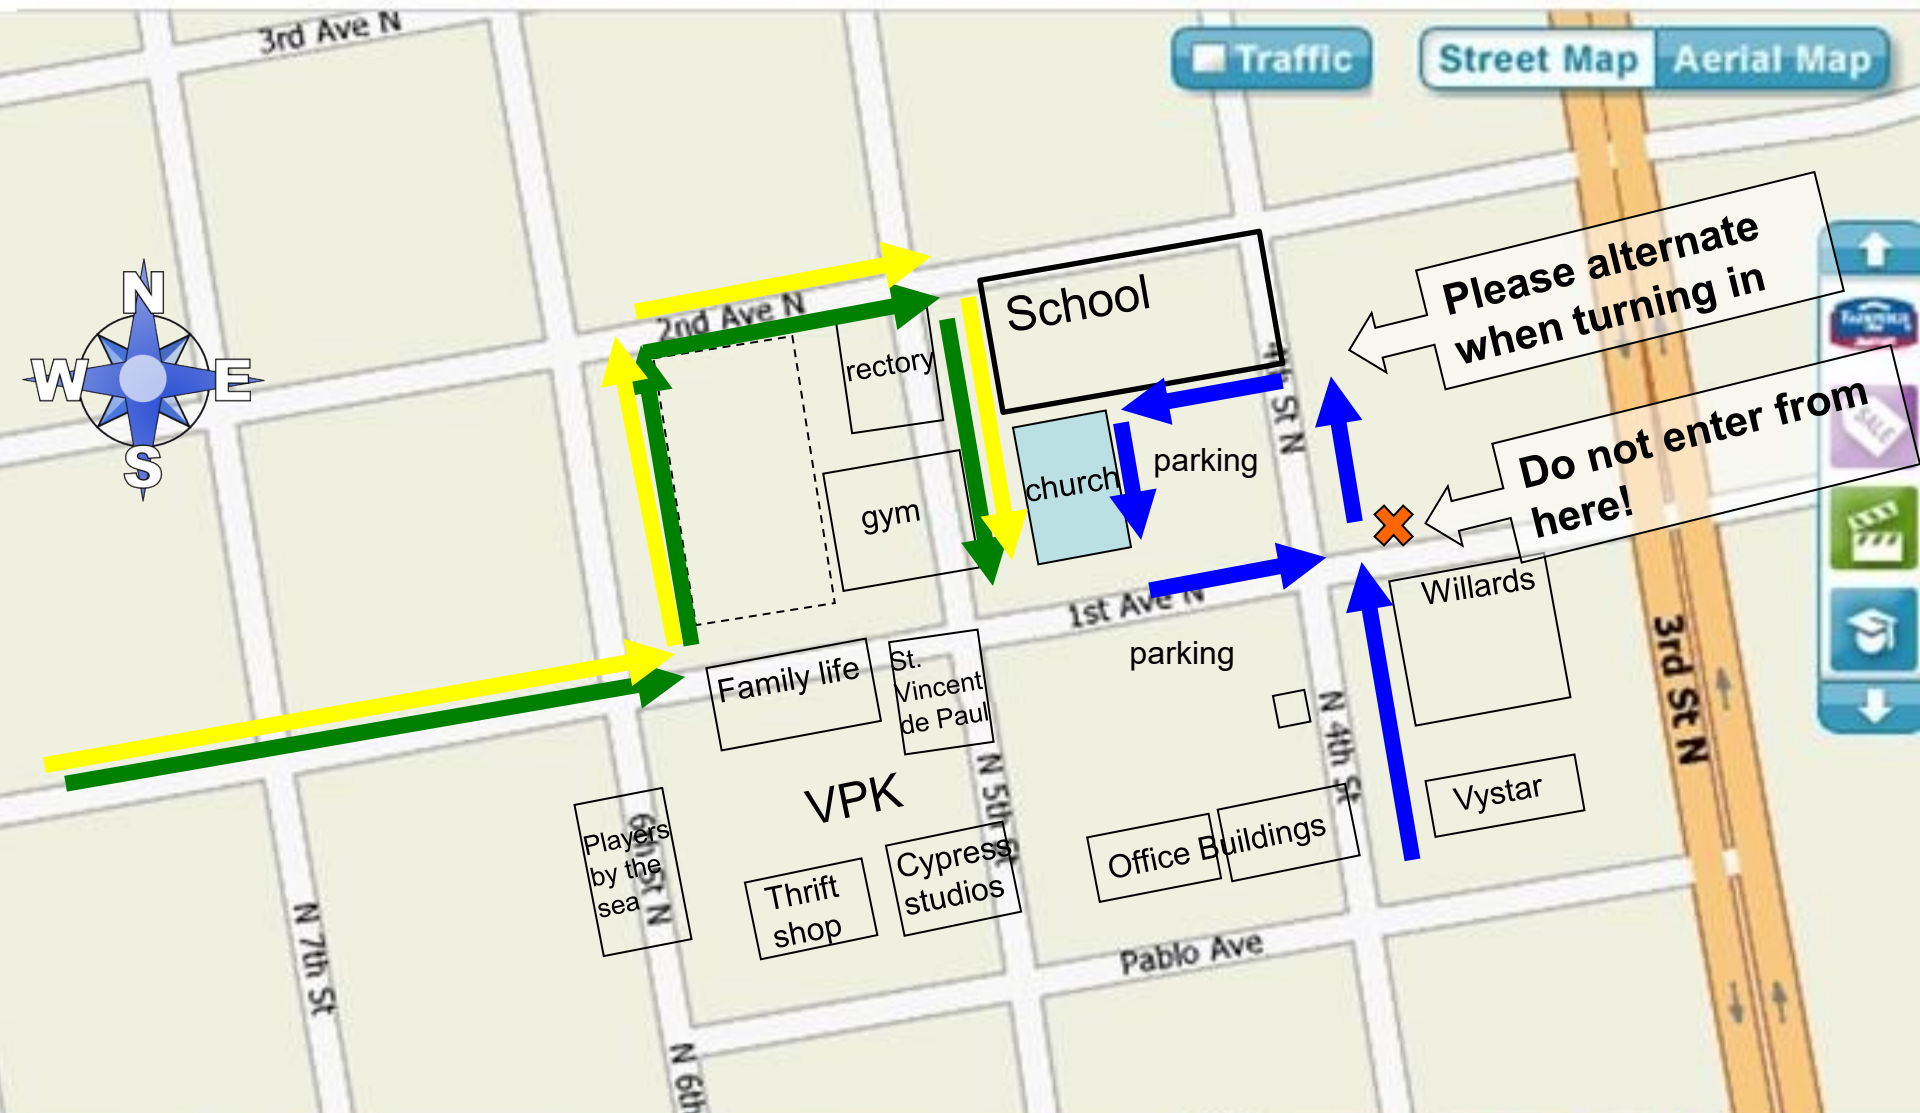 3rd Ave N
Traffic
Street Map
Aerial Map
Please alternate
when turning in
N
W
E
S
2nd Ave N
School
rectory
4th St N
Do not enter from
here!
SALE
church
parking
gym
1st Ave N
Willards
parking
Family life
St.
Vincent
de Paul
3rd St N
N 4th St
VPK
N 5th St
Vystar
Players
by the
sea
6th St N
Office Buildings
Cypress
studios
Thrift
shop
N 7th St
Pablo Ave
N 6th